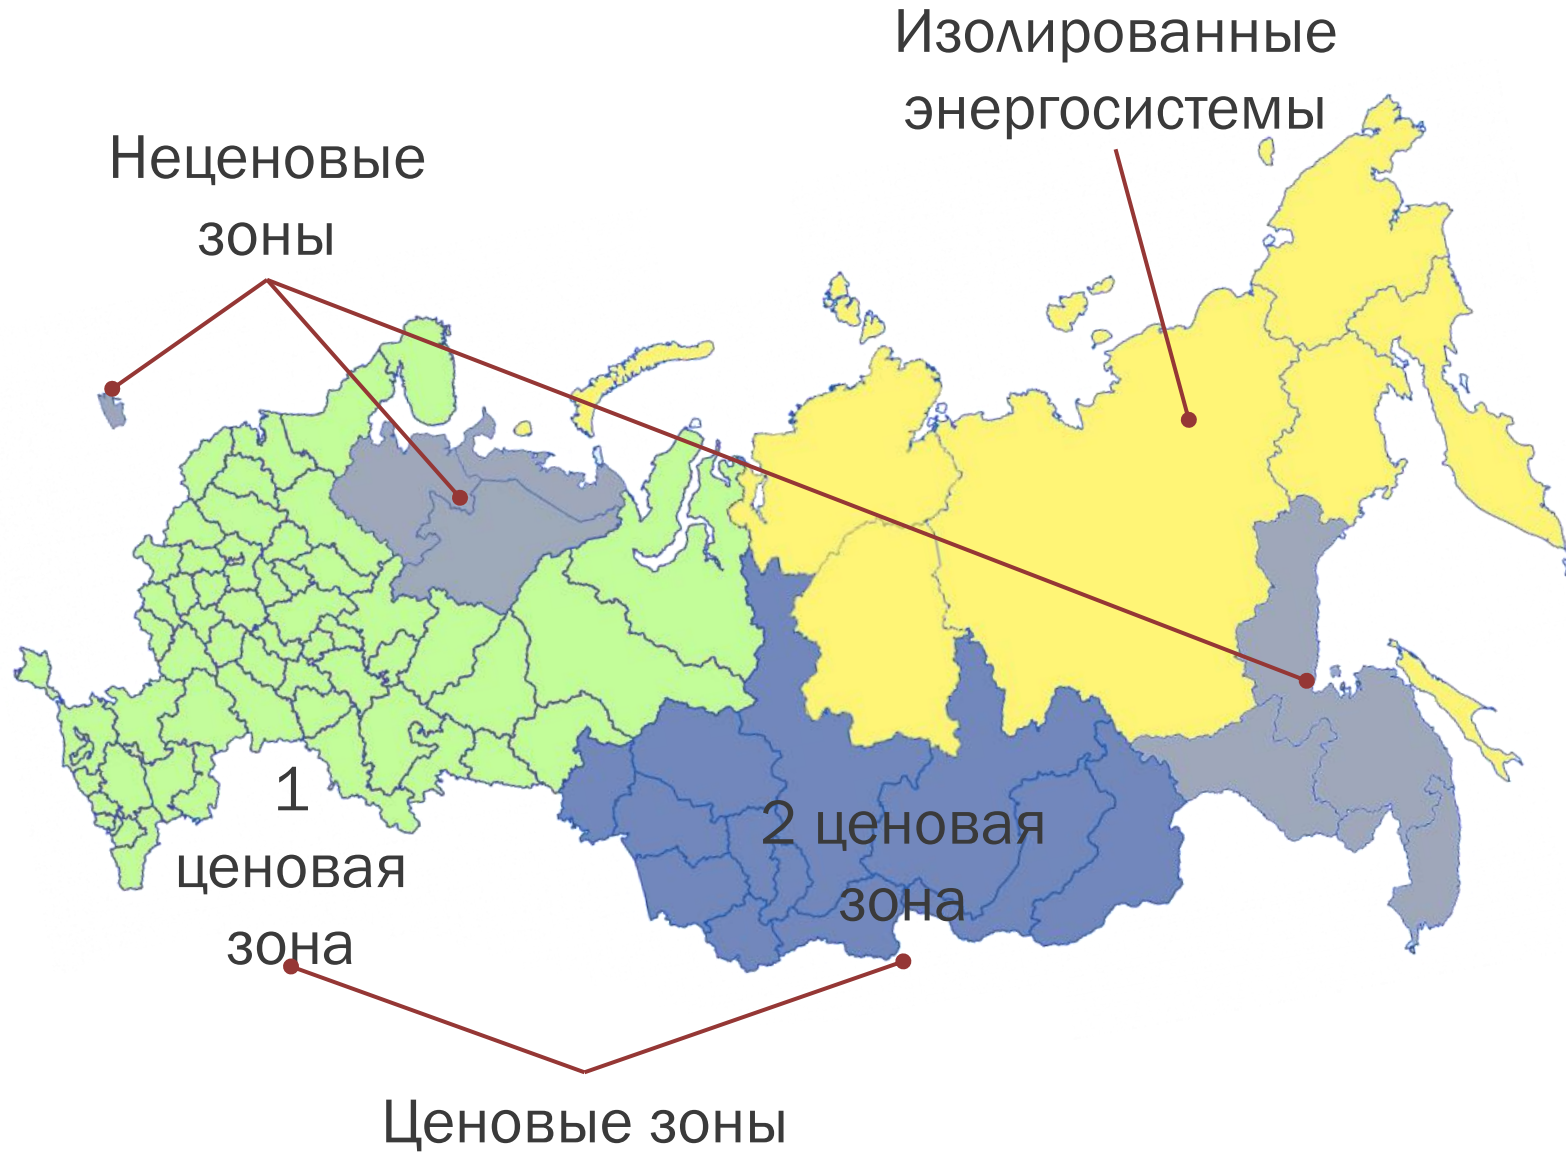 Изолированные
энергосистемы
Неценовые
зоны
1
ценовая
зона
2 ценовая
зона
Ценовые зоны